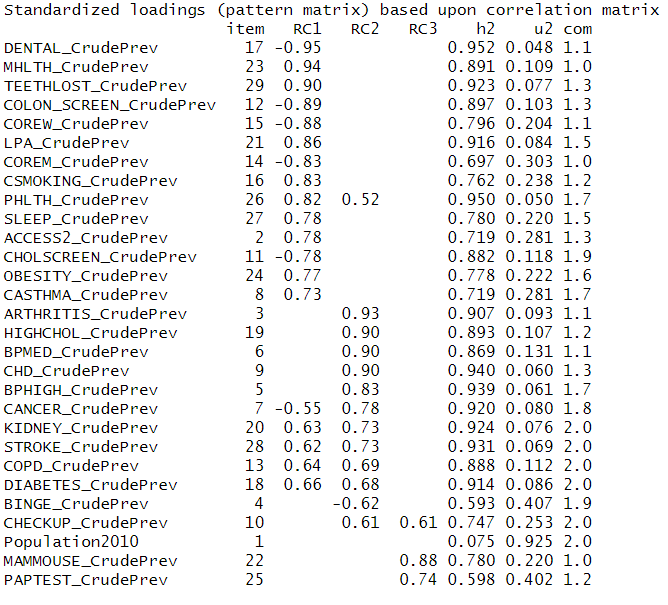 Standardized loadings (pattern matrix) based upon correlation matrix
item RC1 RC2 RC3 h2 u2 com
DENTAL_CrudePrev 17 -0.95 0.952 0.048 1.1
MHLTH_CrudePrev 23 0.94 0.891 0.109 1.0
TEETHLOST_CrudePrev 29 0.90 0.923 0.077 1.3
COLON_SCREEN_CrudePrev 12 -0.89 0.897 0.103 1.3
COREW_CrudePrev 15 -0.88 0.796 0.204 1.1
LPA_CrudePrev 21 0.86 0.916 0.084 1.5
COREM_CrudePrev 14 -0.83 0.697 0.303 1.0
CSMOKING_CrudePrev 16 0.83 0.762 0.238 1.2
PHLTH_CrudePrev 26 0.82 0.52 0.950 0.050 1.7
SLEEP_CrudePrev 27 0.78 0.780 0.220 1.5
ACCESS2_CrudePrev 2 0.78 0.719 0.281 1.3
CHOLSCREEN_CrudePrev 11 -0.78 0.882 0.118 1.9
OBESITY_CrudePrev 24 0.77 0.778 0.222 1.6
CASTHMA_CrudePrev 8 0.73 0.719 0.281 1.7
ARTHRITIS_CrudePrev 3 0.93 0.907 0.093 1.1
HIGHCHOL_CrudePrev 19 0.90 0.893 0.107 1.2
BPMED_CrudePrev 6 0.90 0.869 0.131 1.1
CHD_CrudePrev 9 0.90 0.940 0.060 1.3
BPHIGH_CrudePrev 5 0.83 0.939 0.061 1.7
CANCER_CrudePrev 7 -0.55 0.78 0.920 0.080 1.8
KIDNEY_CrudePrev 20 0.63 0.73 0.924 0.076 2.0
STROKE_CrudePrev 28 0.62 0.73 0.931 0.069 2.0
COPD_CrudePrev 13 0.64 0.69 0.888 0.112 2.0
DIABETES_CrudePrev 18 0.66 0.68 0.914 0.086 2.0
BINGE_CrudePrev 4 -0.62 0.593 0.407 1.9
CHECKUP_CrudePrev 10 0.61 0.61 0.747 0.253 2.0
Population2010 1 0.075 0.925 2.0
MAMMOUSE_CrudePrev 22 0.88 0.780 0.220 1.0
PAPTEST_CrudePrev 25 0.74 0.598 0.402 1.2